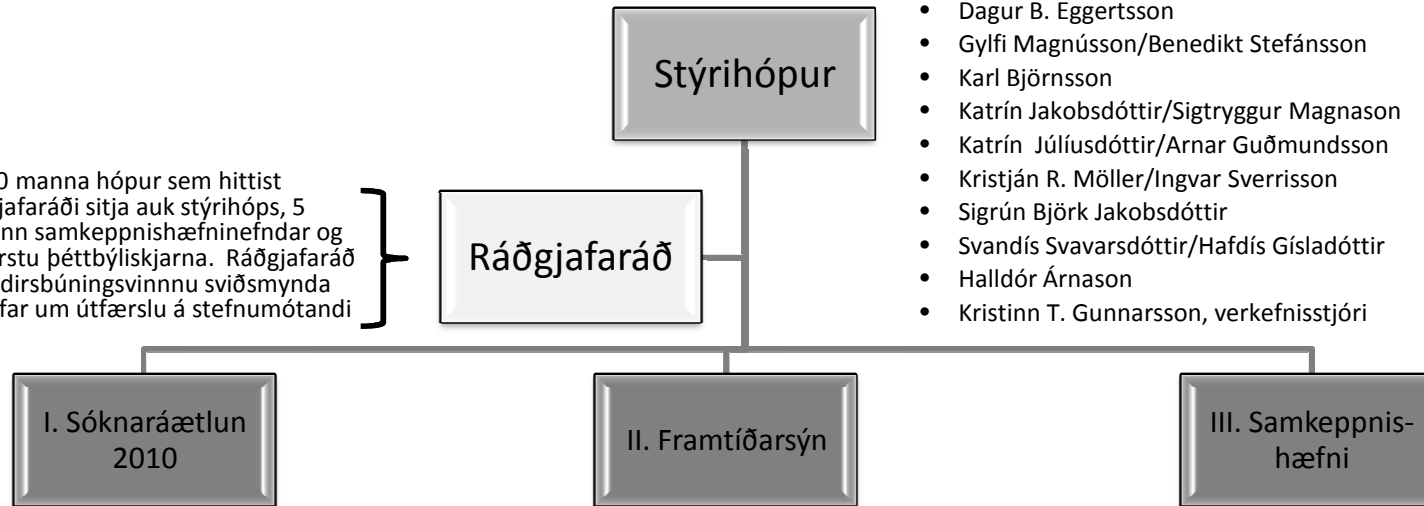 Stýrihópur
• Dagur B. Eggertsson
• Gylfi Magnússon/Benedikt Stefánsson
• Karl Björnsson
• Katrín Jakobsdóttir/Sigtryggur Magnason
• Katrín Júlíusdóttir/Arnar Guðmundsson
• Kristján R. Möller/Ingvar Sverrisson
• Sigrún Björk Jakobsdóttir
• Svandís Svavarsdóttir/Hafdís Gísladóttir
• Halldór Árnason
• Kristinn T. Gunnarsson, verkefnisstjóri
0 manna hópur sem hittist
jafaráði sitja auk stýrihóps, 5
nn samkeppnishæfninefndar og
rstu þéttbýliskjarna. Ráðgjafaráð
dirsbúningsvinnnu sviðsmynda
far um útfærslu á stefnumótandi
Ráðgjafaráð
I. Sóknaráætlun
2010
II. Framtíðarsýn
III. Samkeppnis-
hæfni